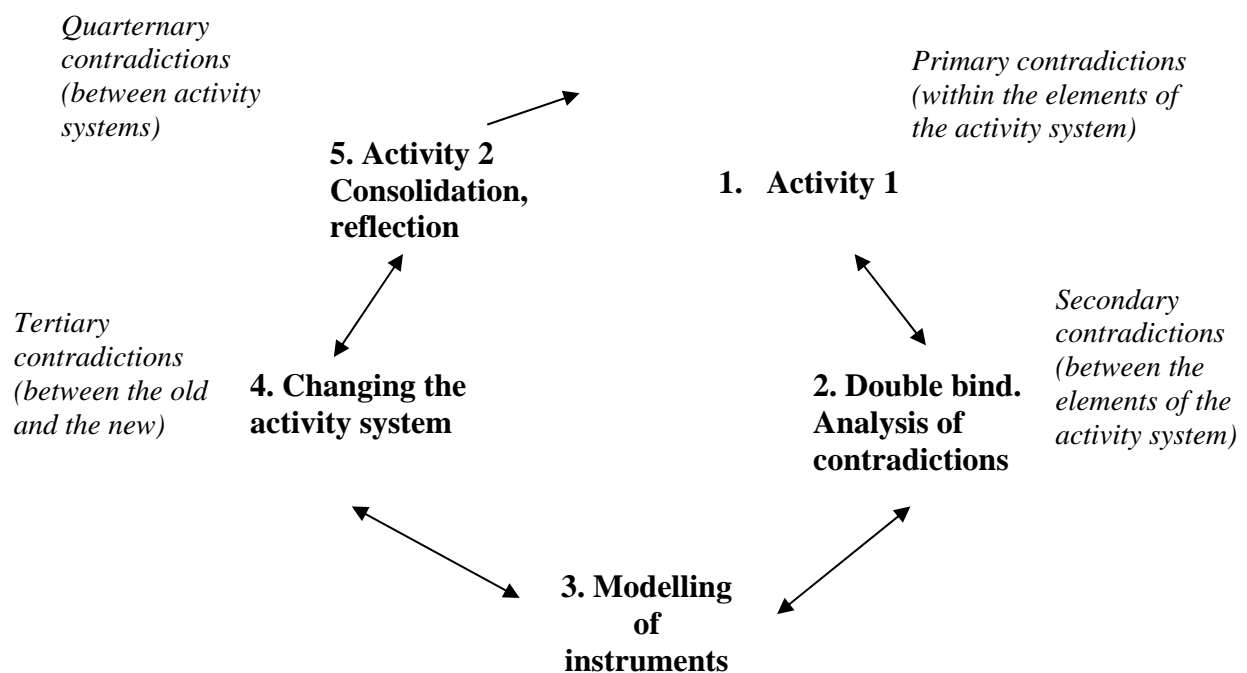 Quarternary
contradictions
(between activity
systems)
Primary contradictions
(within the elements of
the activity system)
5. Activity 2
Consolidation,
reflection
1. Activity 1
Tertiary
contradictions
(between the old
and the new)
4. Changing the
activity system
2. Double bind.
Analysis of
contradictions
Secondary
contradictions
(between the
elements of the
activity system)
3. Modelling
of
instruments